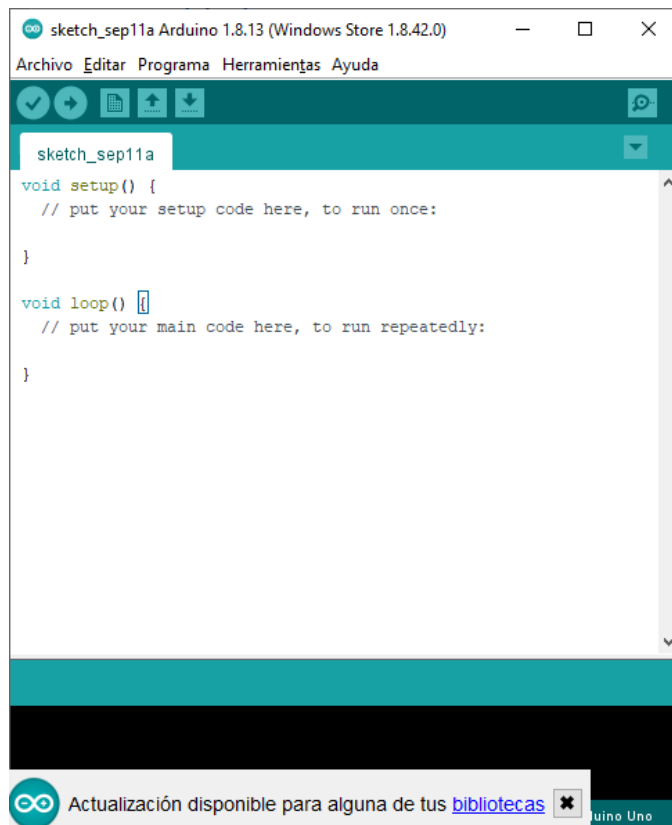 sketch_sep11a Arduino 1.8.13 (Windows Store 1.8.42.0)
Archivo Editar Programa Herramientas Ayuda
sketch_sep11a
void setup() {
// put your setup code here, to run once:
}
void loop() {
// put your main code here, to run repeatedly:
}
Actualización disponible para alguna de tus bibliotecas
Uno